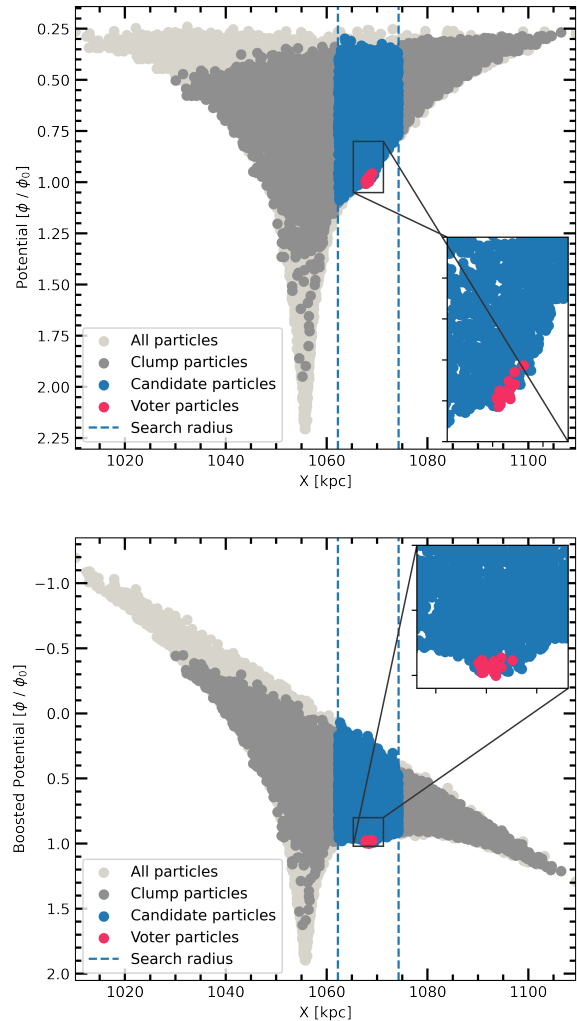 0.25
0.50
0.75
1.00
1.25
1.50
1.75
2.00
2.25
Potential [ϕ / ϕ₀]
All particles
Clump particles
Candidate particles
Voter particles
Search radius
1020 1040 1060 1080 1100
X [kpc]
−1.0
−0.5
0.0
0.5
1.0
1.5
2.0
Boosted Potential [ϕ / ϕ₀]
All particles
Clump particles
Candidate particles
Voter particles
Search radius
1020 1040 1060 1080 1100
X [kpc]